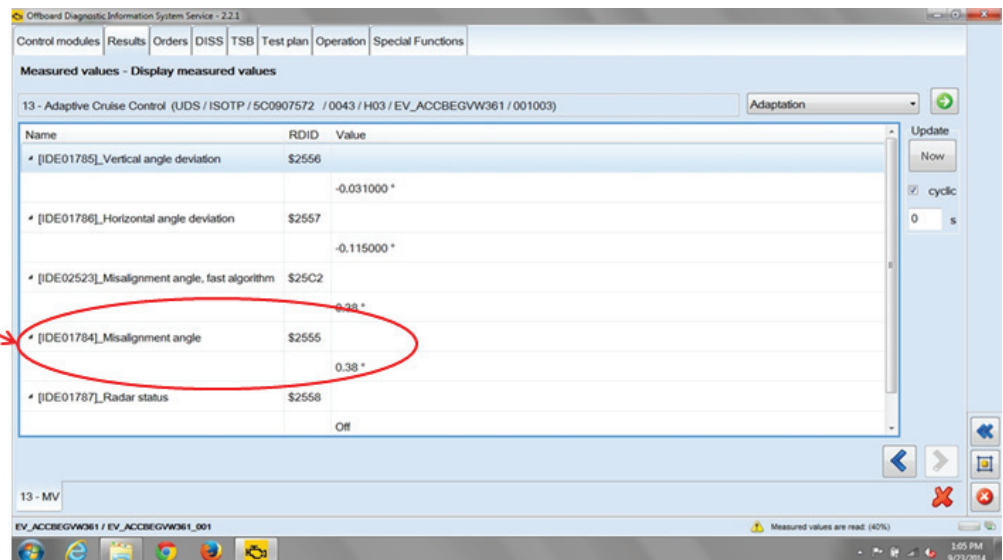 Offboard Diagnostic Information System Service - 2.2.1
Control modules Results Orders DISS TSB Test plan Operation Special Functions
Measured values - Display measured values
13 - Adaptive Cruise Control (UDS / ISOTP / 5C0907572 / 0043 / H03 / EV_ACCBEGVW361 / 001003) Adaptation
Name RDID Value Update
[IDE01785]_Vertical angle deviation $2556 Now
-0.031000 ° cyclic
[IDE01786]_Horizontal angle deviation $2557 0 s
-0.115000 °
[IDE02523]_Misalignment angle, fast algorithm $25C2
0.38 °
[IDE01784]_Misalignment angle $2555
0.38 °
[IDE01787]_Radar status $2558
Off
13 - MV
EV_ACCBEGVW361 / EV_ACCBEGVW361_001 Measured values are read: (40%)
1:05 PM
9/23/2014